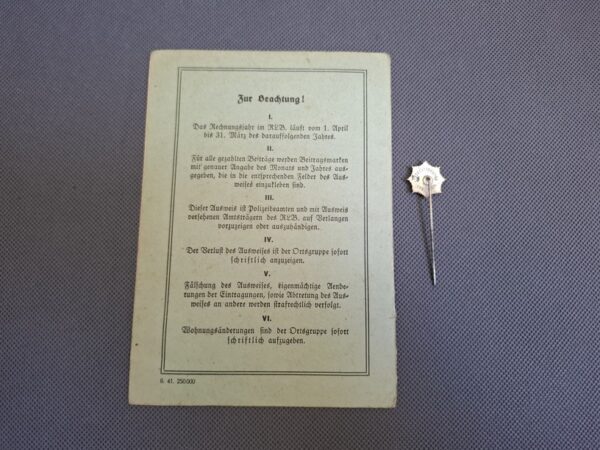 Zur Beachtung!
I.
Das Rechnungsjahr im RLB. läuft vom 1. April
bis 31. März des darauffolgenden Jahres.
II.
Für alle gezahlten Beiträge werden Beitragsmarken
mit genauer Angabe des Monats und Jahres aus-
gegeben, die in die entsprechenden Felder des Aus-
weises einzukleben sind.
III.
Dieser Ausweis ist Polizeibeamten und mit Ausweis
versehenen Amtsträgern des RLB. auf Verlangen
vorzuzeigen oder auszuhändigen.
IV.
Der Verlust des Ausweises ist der Ortsgruppe sofort
schriftlich anzuzeigen.
V.
Fälschung des Ausweises, eigenmächtige Aende-
rungen der Eintragungen, sowie Abtretung des Aus-
weises an andere werden strafrechtlich verfolgt.
VI.
Wohnungsänderungen sind der Ortsgruppe sofort
schriftlich aufzugeben.
6. 41. 250000